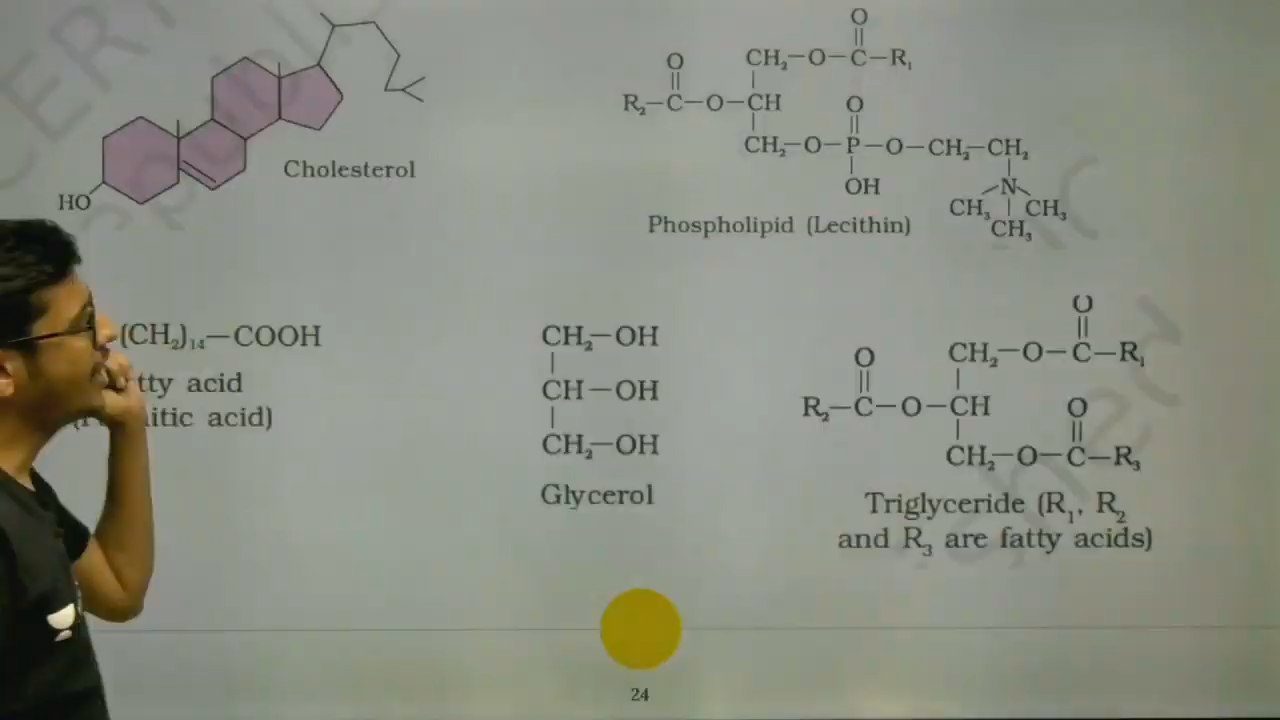 O
CH₂—O—C—R₁
O
R₂—C—O—CH
O
CH₂—O—P—O—CH₂—CH₂
OH
N
CH₃ CH₃
CH₃
Cholesterol
HO
Phospholipid (Lecithin)
(CH₂)₁₄—COOH
acid
acid)
CH₂—OH
CH—OH
CH₂—OH
Glycerol
O
CH₂—O—C—R₁
O
R₂—C—O—CH
O
CH₂—O—C—R₃
Triglyceride (R₁, R₂
and R₃ are fatty acids)
24